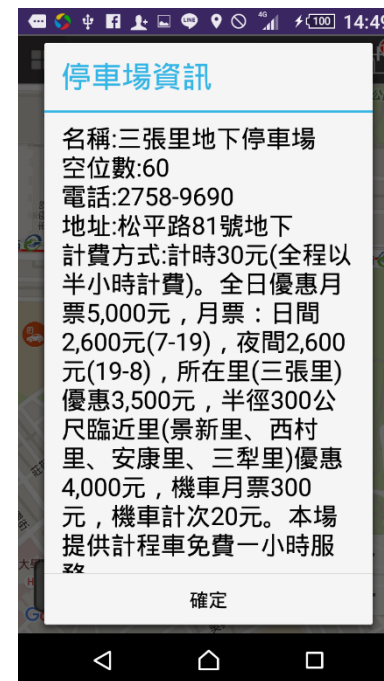 4G
100
14:49
停車場資訊
名稱:三張里地下停車場
空位數:60
電話:2758-9690
地址:松平路81號地下
計費方式:計時30元(全程以
半小時計費)。全日優惠月
票5,000元，月票：日間
2,600元(7-19)，夜間2,600
元(19-8)，所在里(三張里)
優惠3,500元，半徑300公
尺臨近里(景新里、西村
里、安康里、三犁里)優惠
4,000元，機車月票300
元，機車計次20元。本場
提供計程車免費一小時服
務
確定